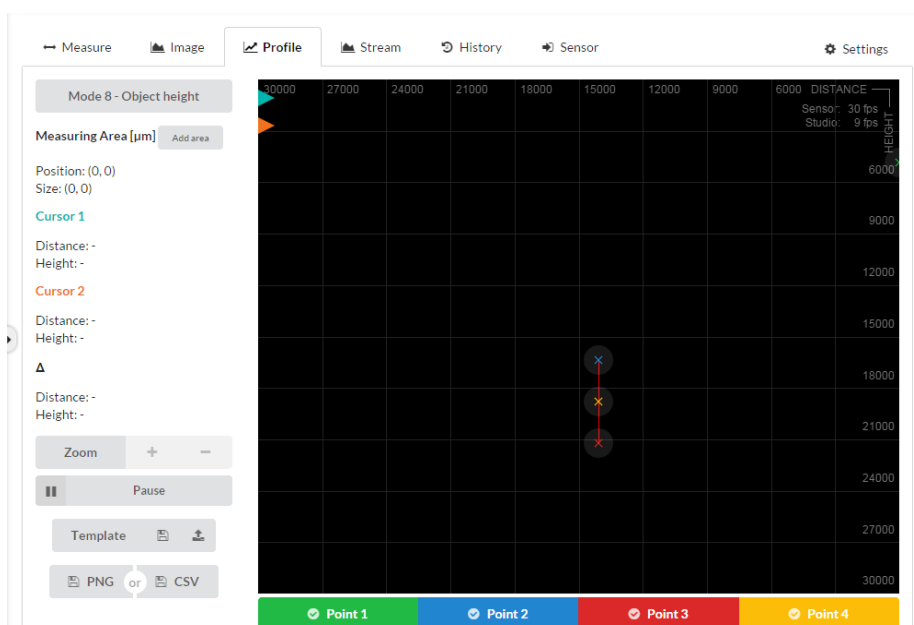 Measure Image Profile Stream History Sensor Settings
Mode 8 - Object height
Measuring Area [µm] Add area
Position: (0, 0)
Size: (0, 0)
Cursor 1
Distance: -
Height: -
Cursor 2
Distance: -
Height: -
Δ
Distance: -
Height: -
Zoom + −
Pause
Template
PNG or CSV
30000 27000 24000 21000 18000 15000 12000 9000 6000 DISTANCE
Sensor: 30 fps
Studio: 9 fps
HEIGHT
6000
9000
12000
15000
18000
21000
24000
27000
30000
Point 1 Point 2 Point 3 Point 4